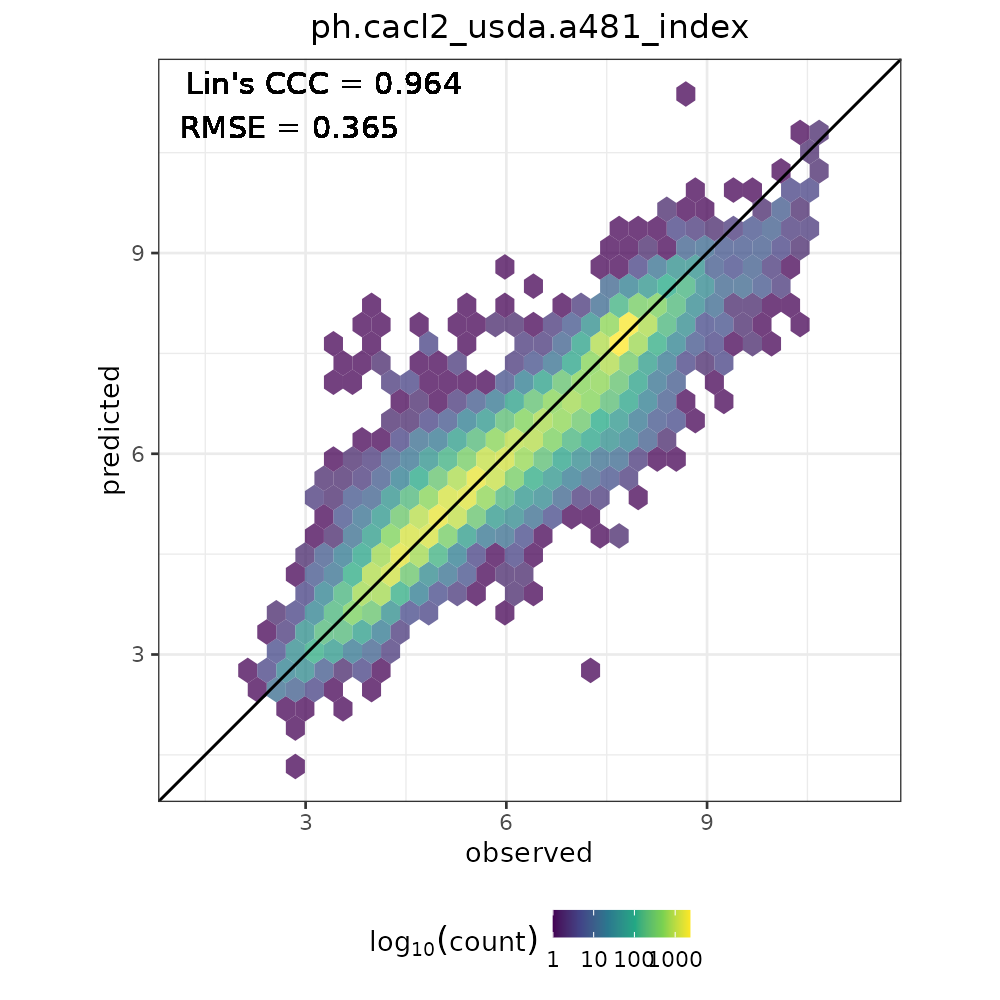 ph.cacl2_usda.a481_index
Lin's CCC = 0.964
RMSE = 0.365
9
6
3
predicted
3 6 9
observed
log10(count)
1 10 100 1000